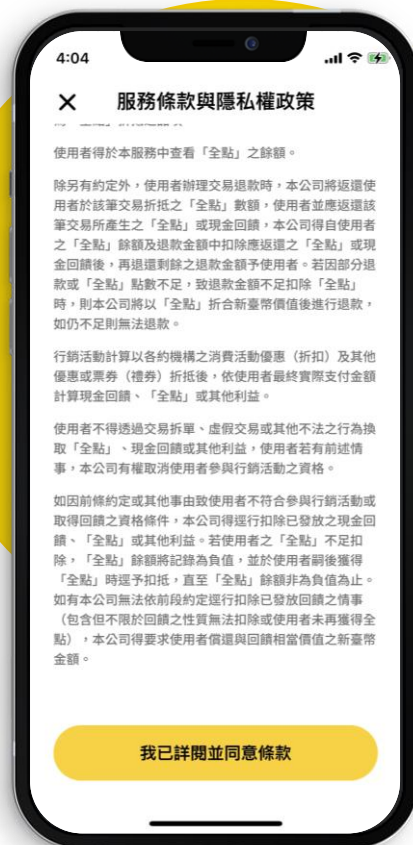 4:04
服務條款與隱私權政策
使用者得於本服務中查看「全點」之餘額。
除另有約定外，使用者辦理交易退款時，本公司將返還使
用者於該筆交易折抵之「全點」數額，使用者並應返還該
筆交易所產生之「全點」或現金回饋，本公司得自使用者
之「全點」餘額及退款金額中扣除應返還之「全點」或現
金回饋後，再退還剩餘之退款金額予使用者。若因部分退
款或「全點」點數不足，致退款金額不足扣除「全點」
時，則本公司將以「全點」折合新臺幣價值後進行退款，
如仍不足則無法退款。
行銷活動計算以各約機構之消費活動優惠（折扣）及其他
優惠或票券（禮券）折抵後，依使用者最終實際支付金額
計算現金回饋、「全點」或其他利益。
使用者不得透過交易拆單、虛假交易或其他不法之行為換
取「全點」、現金回饋或其他利益，使用者若有前述情
事，本公司有權取消使用者參與行銷活動之資格。
如因前條約定或其他事由致使用者不符合參與行銷活動或
取得回饋之資格條件，本公司得逕行扣除已發放之現金回
饋、「全點」或其他利益。若使用者之「全點」不足扣
除，「全點」餘額將記錄為負值，並於使用者嗣後獲得
「全點」時逕予扣抵，直至「全點」餘額非為負值為止。
如有本公司無法依前段約定逕行扣除已發放回饋之情事
（包含但不限於回饋之性質無法扣除或使用者未再獲得全
點），本公司得要求使用者償還與回饋相當價值之新臺幣
金額。
我已詳閱並同意條款